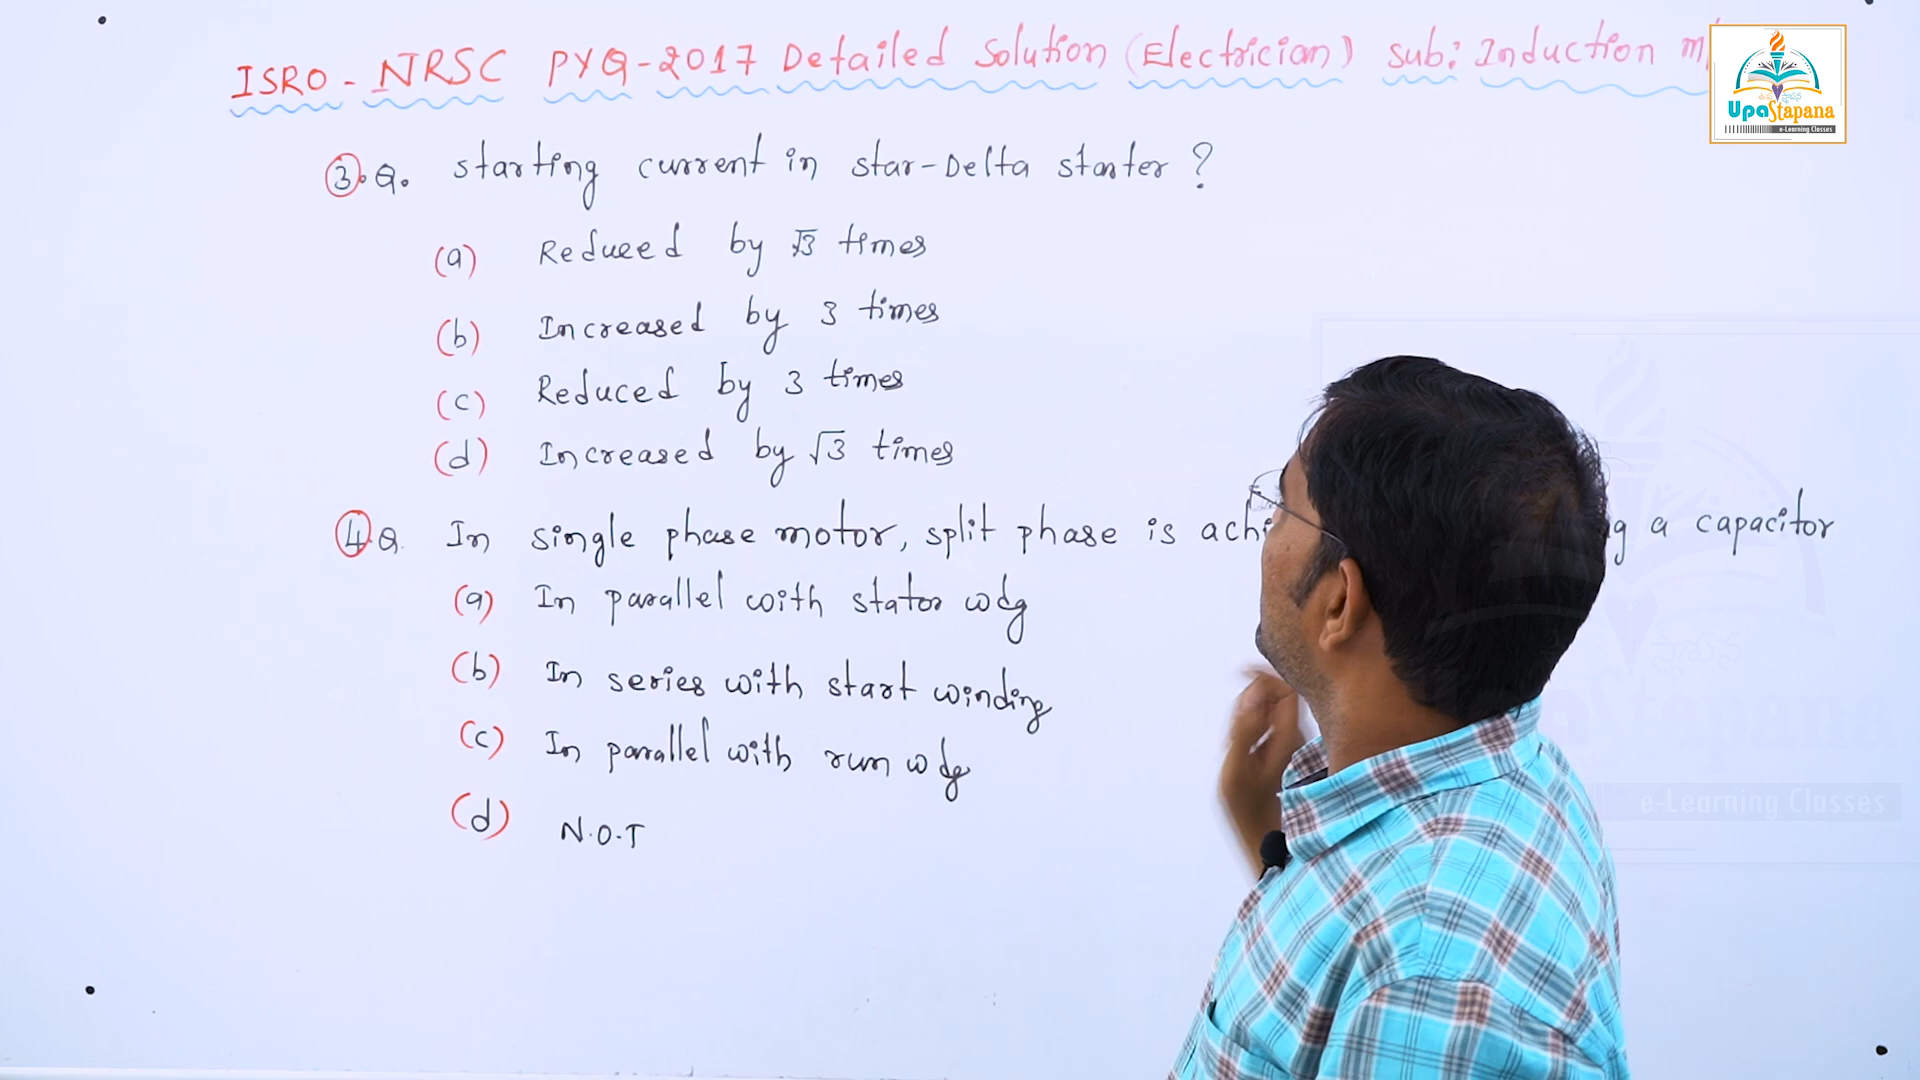 ISRO - NRSC PYQ-2017 Detailed Solution (Electrician) Sub: Induction M/
UpaStapana
e-Learning Classes
3.Q. starting current in star-Delta starter ?
(a) Reduced by √3 times
(b) Increased by 3 times
(c) Reduced by 3 times
(d) Increased by √3 times
4.Q. In single phase motor, split phase is achi g a capacitor
(a) In parallel with stator wdg
(b) In series with start winding
(c) In parallel with run wdg
(d) N.O.T
e-Learning Classes